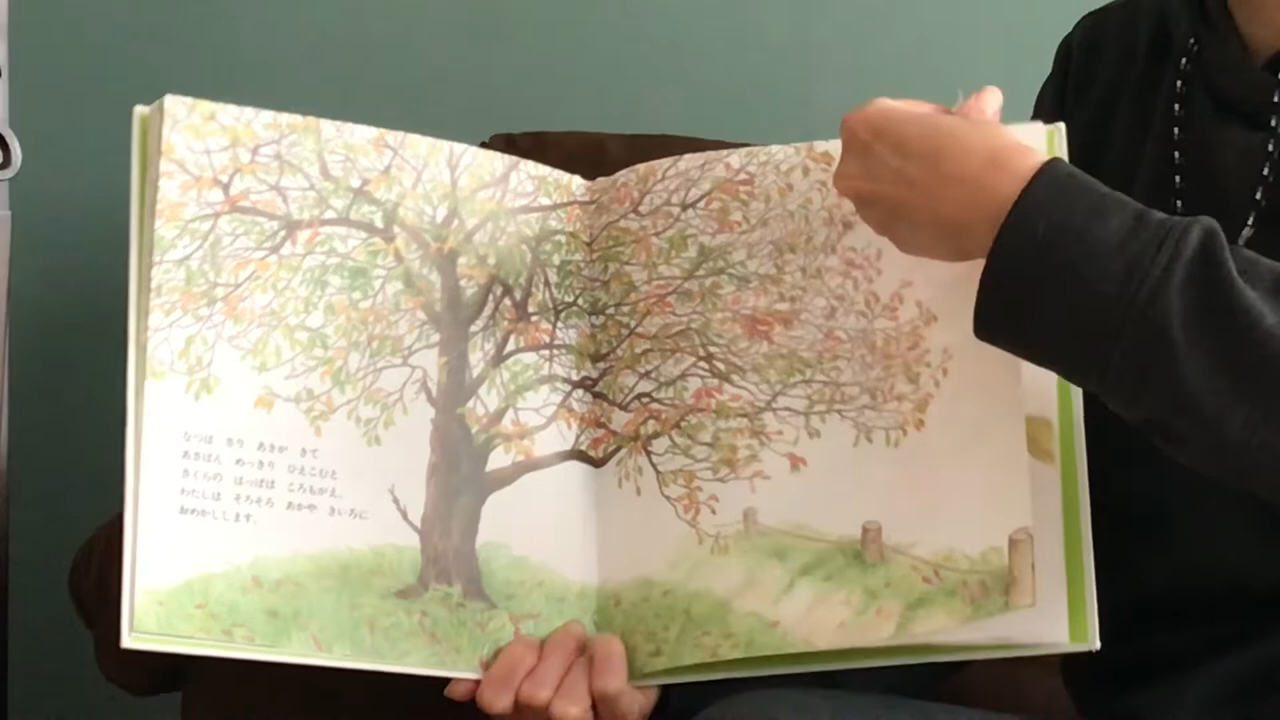 なつは さり あきが きて
あさばん めっきり ひえこむと
さくらの はっぱは ころもがえ。
わたしは そろそろ あかや きいろに
おめかしします。